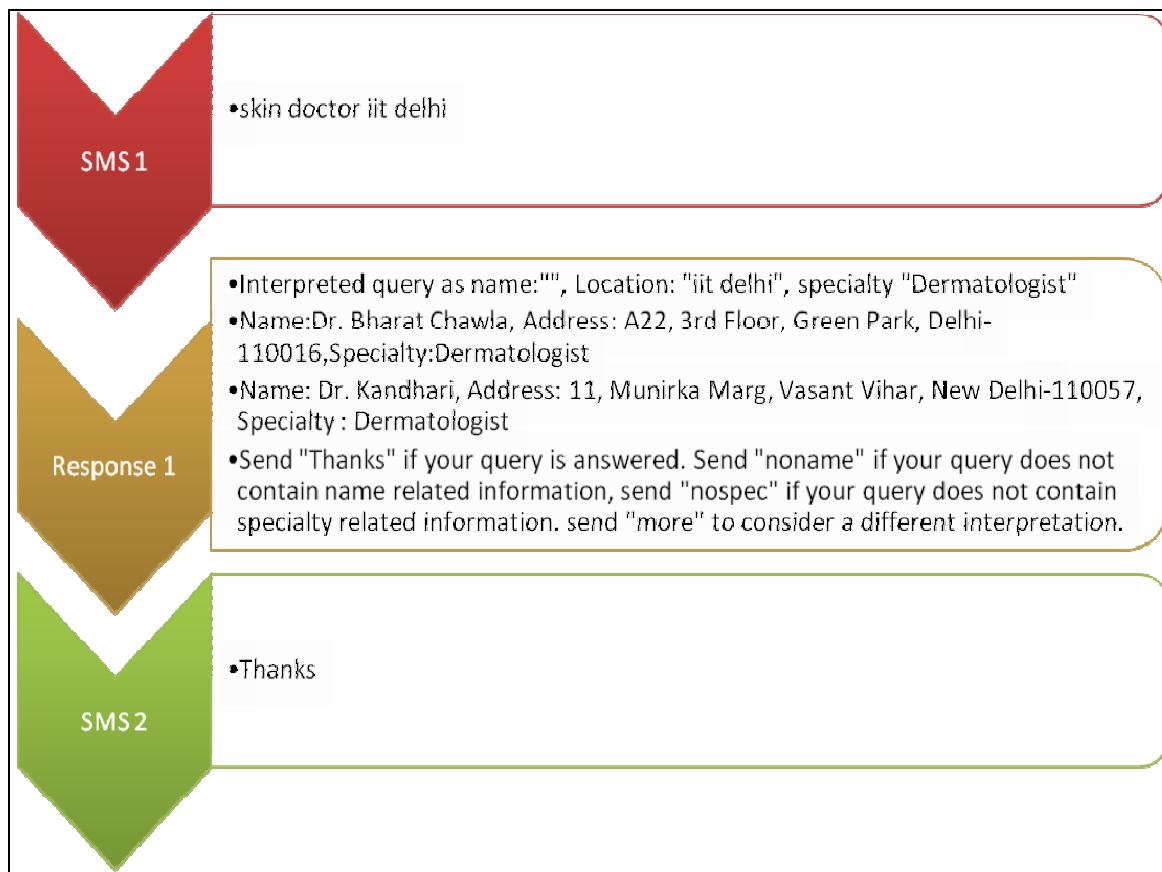 SMS 1
•skin doctor iit delhi
Response 1
•Interpreted query as name:"", Location: "iit delhi", specialty "Dermatologist"
•Name:Dr. Bharat Chawla, Address: A22, 3rd Floor, Green Park, Delhi-
110016,Specialty:Dermatologist
•Name: Dr. Kandhari, Address: 11, Munirka Marg, Vasant Vihar, New Delhi-110057,
Specialty : Dermatologist
•Send "Thanks" if your query is answered. Send "noname" if your query does not
contain name related information, send "nospec" if your query does not contain
specialty related information. send "more" to consider a different interpretation.
SMS 2
•Thanks